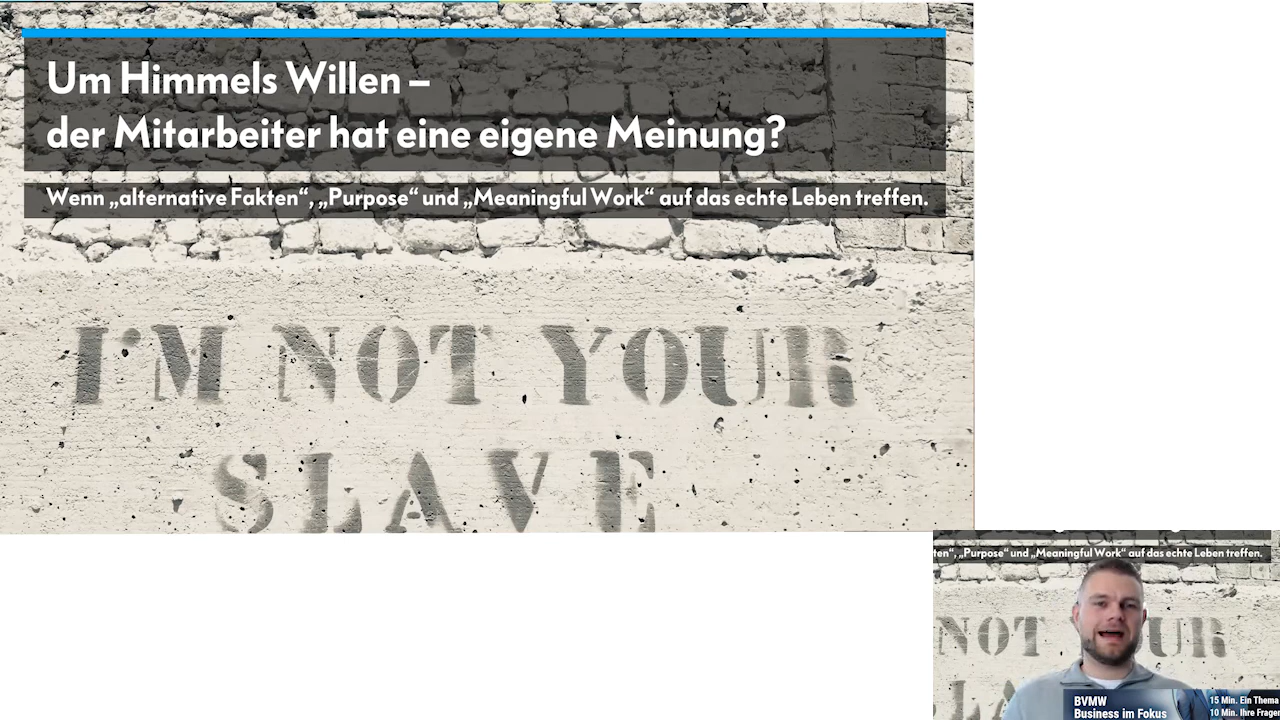 Um Himmels Willen –
der Mitarbeiter hat eine eigene Meinung?
Wenn „alternative Fakten“, „Purpose“ und „Meaningful Work“ auf das echte Leben treffen.
I'M NOT YOUR
SLAVE
ten“, „Purpose“ und „Meaningful Work“ auf das echte Leben treffen.
NOT YOUR
BVMW
Business im Fokus
15 Min. Ein Thema
10 Min. Ihre Fragen